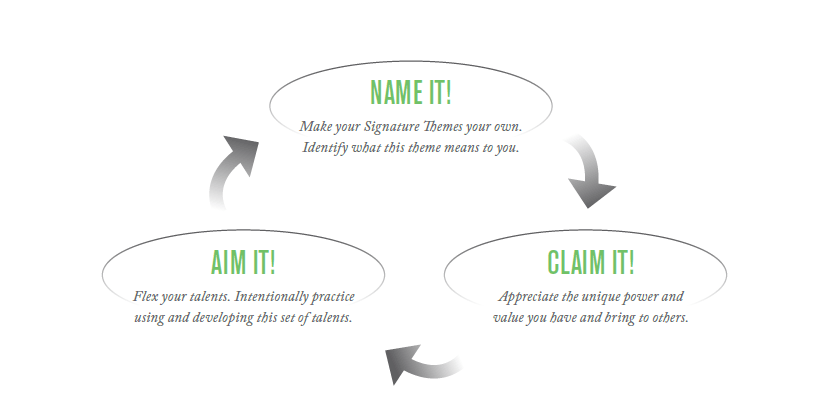 NAME IT!
Make your Signature Themes your own.
Identify what this theme means to you.
AIM IT!
Flex your talents. Intentionally practice
using and developing this set of talents.
CLAIM IT!
Appreciate the unique power and
value you have and bring to others.